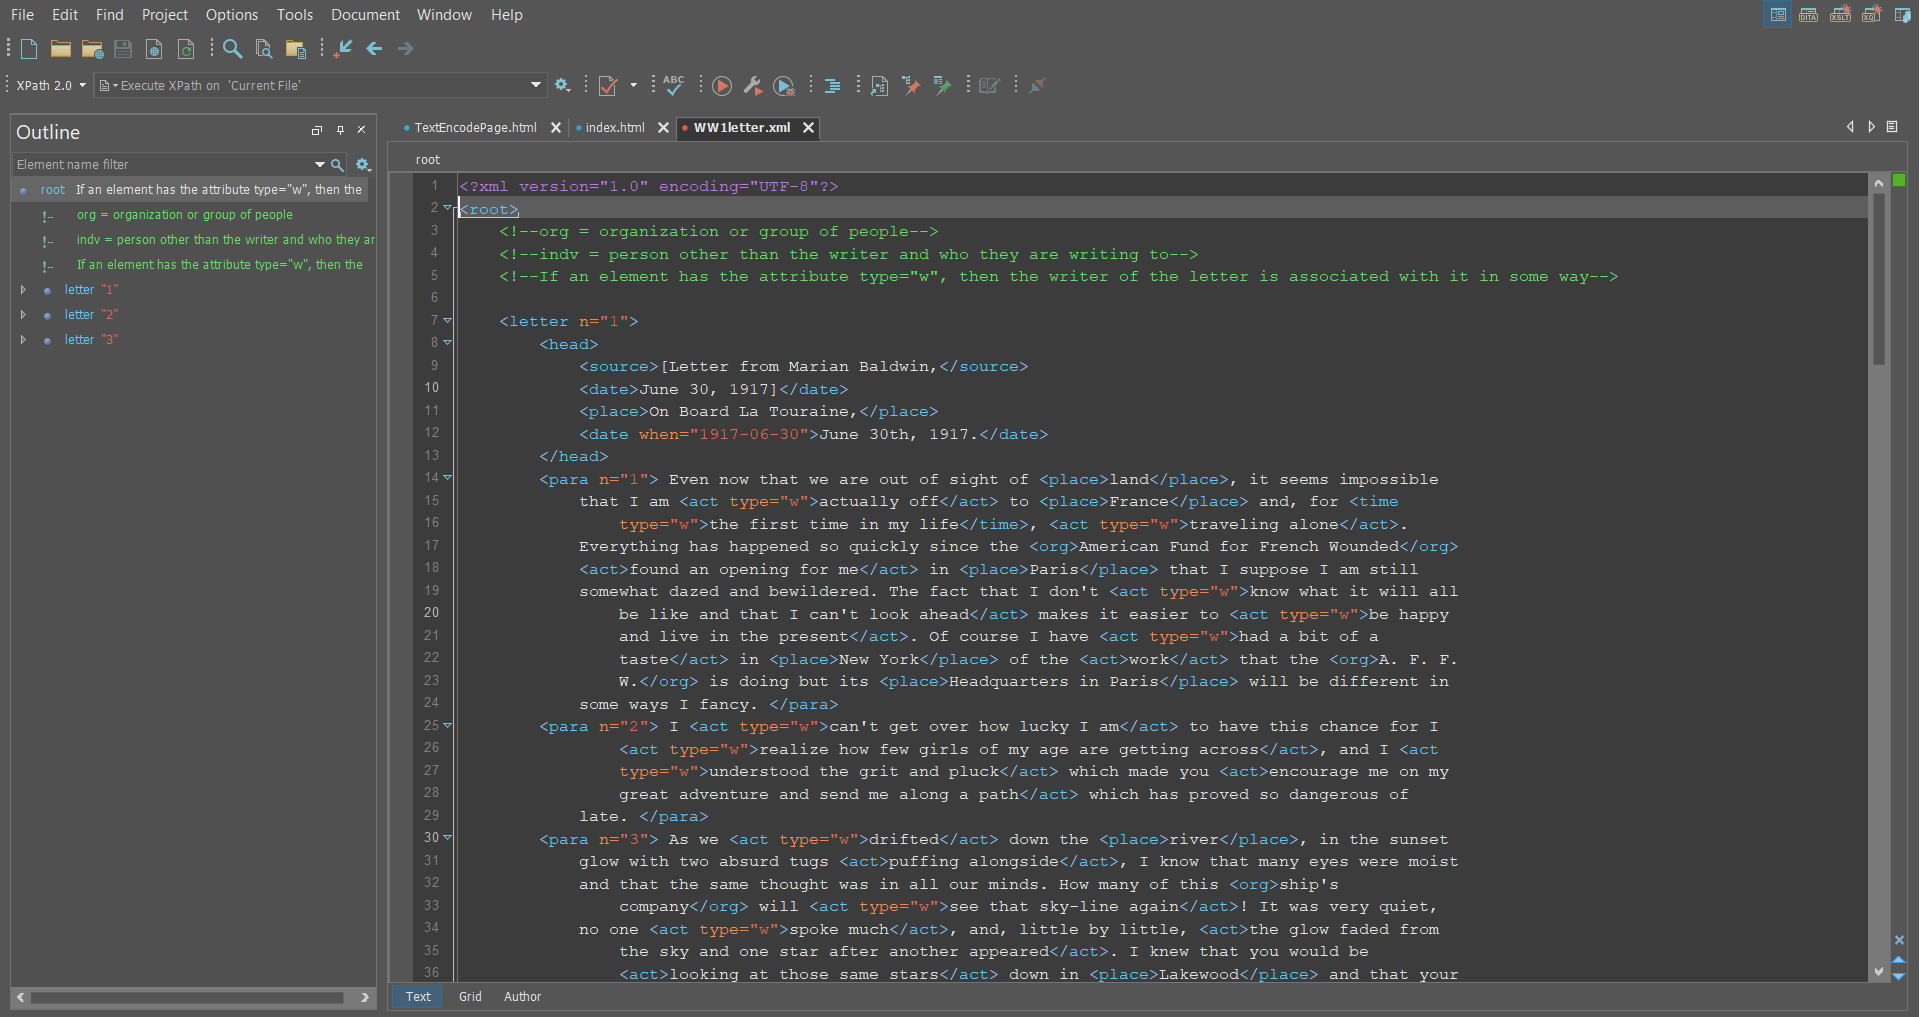 File Edit Find Project Options Tools Document Window Help
DITA XSLT XQ
XPath 2.0 Execute XPath on 'Current File' ABC
Outline
Element name filter
root If an element has the attribute type="w", then the
org = organization or group of people
indv = person other than the writer and who they ar
If an element has the attribute type="w", then the
letter "1"
letter "2"
letter "3"
TextEncodePage.html index.html WW1letter.xml
root
1 <?xml version="1.0" encoding="UTF-8"?>
2 <root>
3 <!--org = organization or group of people-->
4 <!--indv = person other than the writer and who they are writing to-->
5 <!--If an element has the attribute type="w", then the writer of the letter is associated with it in some way-->
6
7 <letter n="1">
8 <head>
9 <source>[Letter from Marian Baldwin,</source>
10 <date>June 30, 1917]</date>
11 <place>On Board La Touraine,</place>
12 <date when="1917-06-30">June 30th, 1917.</date>
13 </head>
14 <para n="1"> Even now that we are out of sight of <place>land</place>, it seems impossible
15 that I am <act type="w">actually off</act> to <place>France</place> and, for <time
16 type="w">the first time in my life</time>, <act type="w">traveling alone</act>.
17 Everything has happened so quickly since the <org>American Fund for French Wounded</org>
18 <act>found an opening for me</act> in <place>Paris</place> that I suppose I am still
19 somewhat dazed and bewildered. The fact that I don't <act type="w">know what it will all
20 be like and that I can't look ahead</act> makes it easier to <act type="w">be happy
21 and live in the present</act>. Of course I have <act type="w">had a bit of a
22 taste</act> in <place>New York</place> of the <act>work</act> that the <org>A. F. F.
23 W.</org> is doing but its <place>Headquarters in Paris</place> will be different in
24 some ways I fancy. </para>
25 <para n="2"> I <act type="w">can't get over how lucky I am</act> to have this chance for I
26 <act type="w">realize how few girls of my age are getting across</act>, and I <act
27 type="w">understood the grit and pluck</act> which made you <act>encourage me on my
28 great adventure and send me along a path</act> which has proved so dangerous of
29 late. </para>
30 <para n="3"> As we <act type="w">drifted</act> down the <place>river</place>, in the sunset
31 glow with two absurd tugs <act>puffing alongside</act>, I know that many eyes were moist
32 and that the same thought was in all our minds. How many of this <org>ship's
33 company</org> will <act type="w">see that sky-line again</act>! It was very quiet,
34 no one <act type="w">spoke much</act>, and, little by little, <act>the glow faded from
35 the sky and one star after another appeared</act>. I knew that you would be
36 <act>looking at those same stars</act> down in <place>Lakewood</place> and that your
Text Grid Author